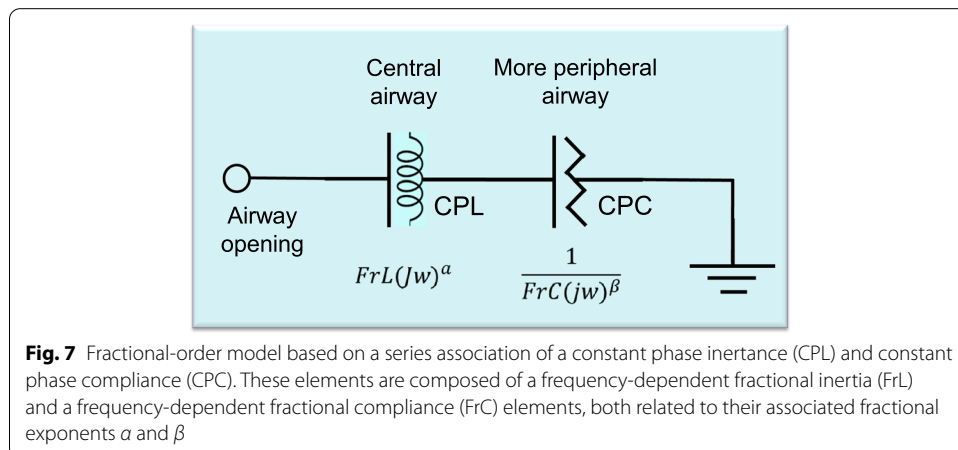 Central
airway
More peripheral
airway
CPL
CPC
Airway
opening
FrL(Jw)^a
1
FrC(jw)^β
Fig. 7 Fractional-order model based on a series association of a constant phase inertance (CPL) and constant
phase compliance (CPC). These elements are composed of a frequency-dependent fractional inertia (FrL)
and a frequency-dependent fractional compliance (FrC) elements, both related to their associated fractional
exponents α and β